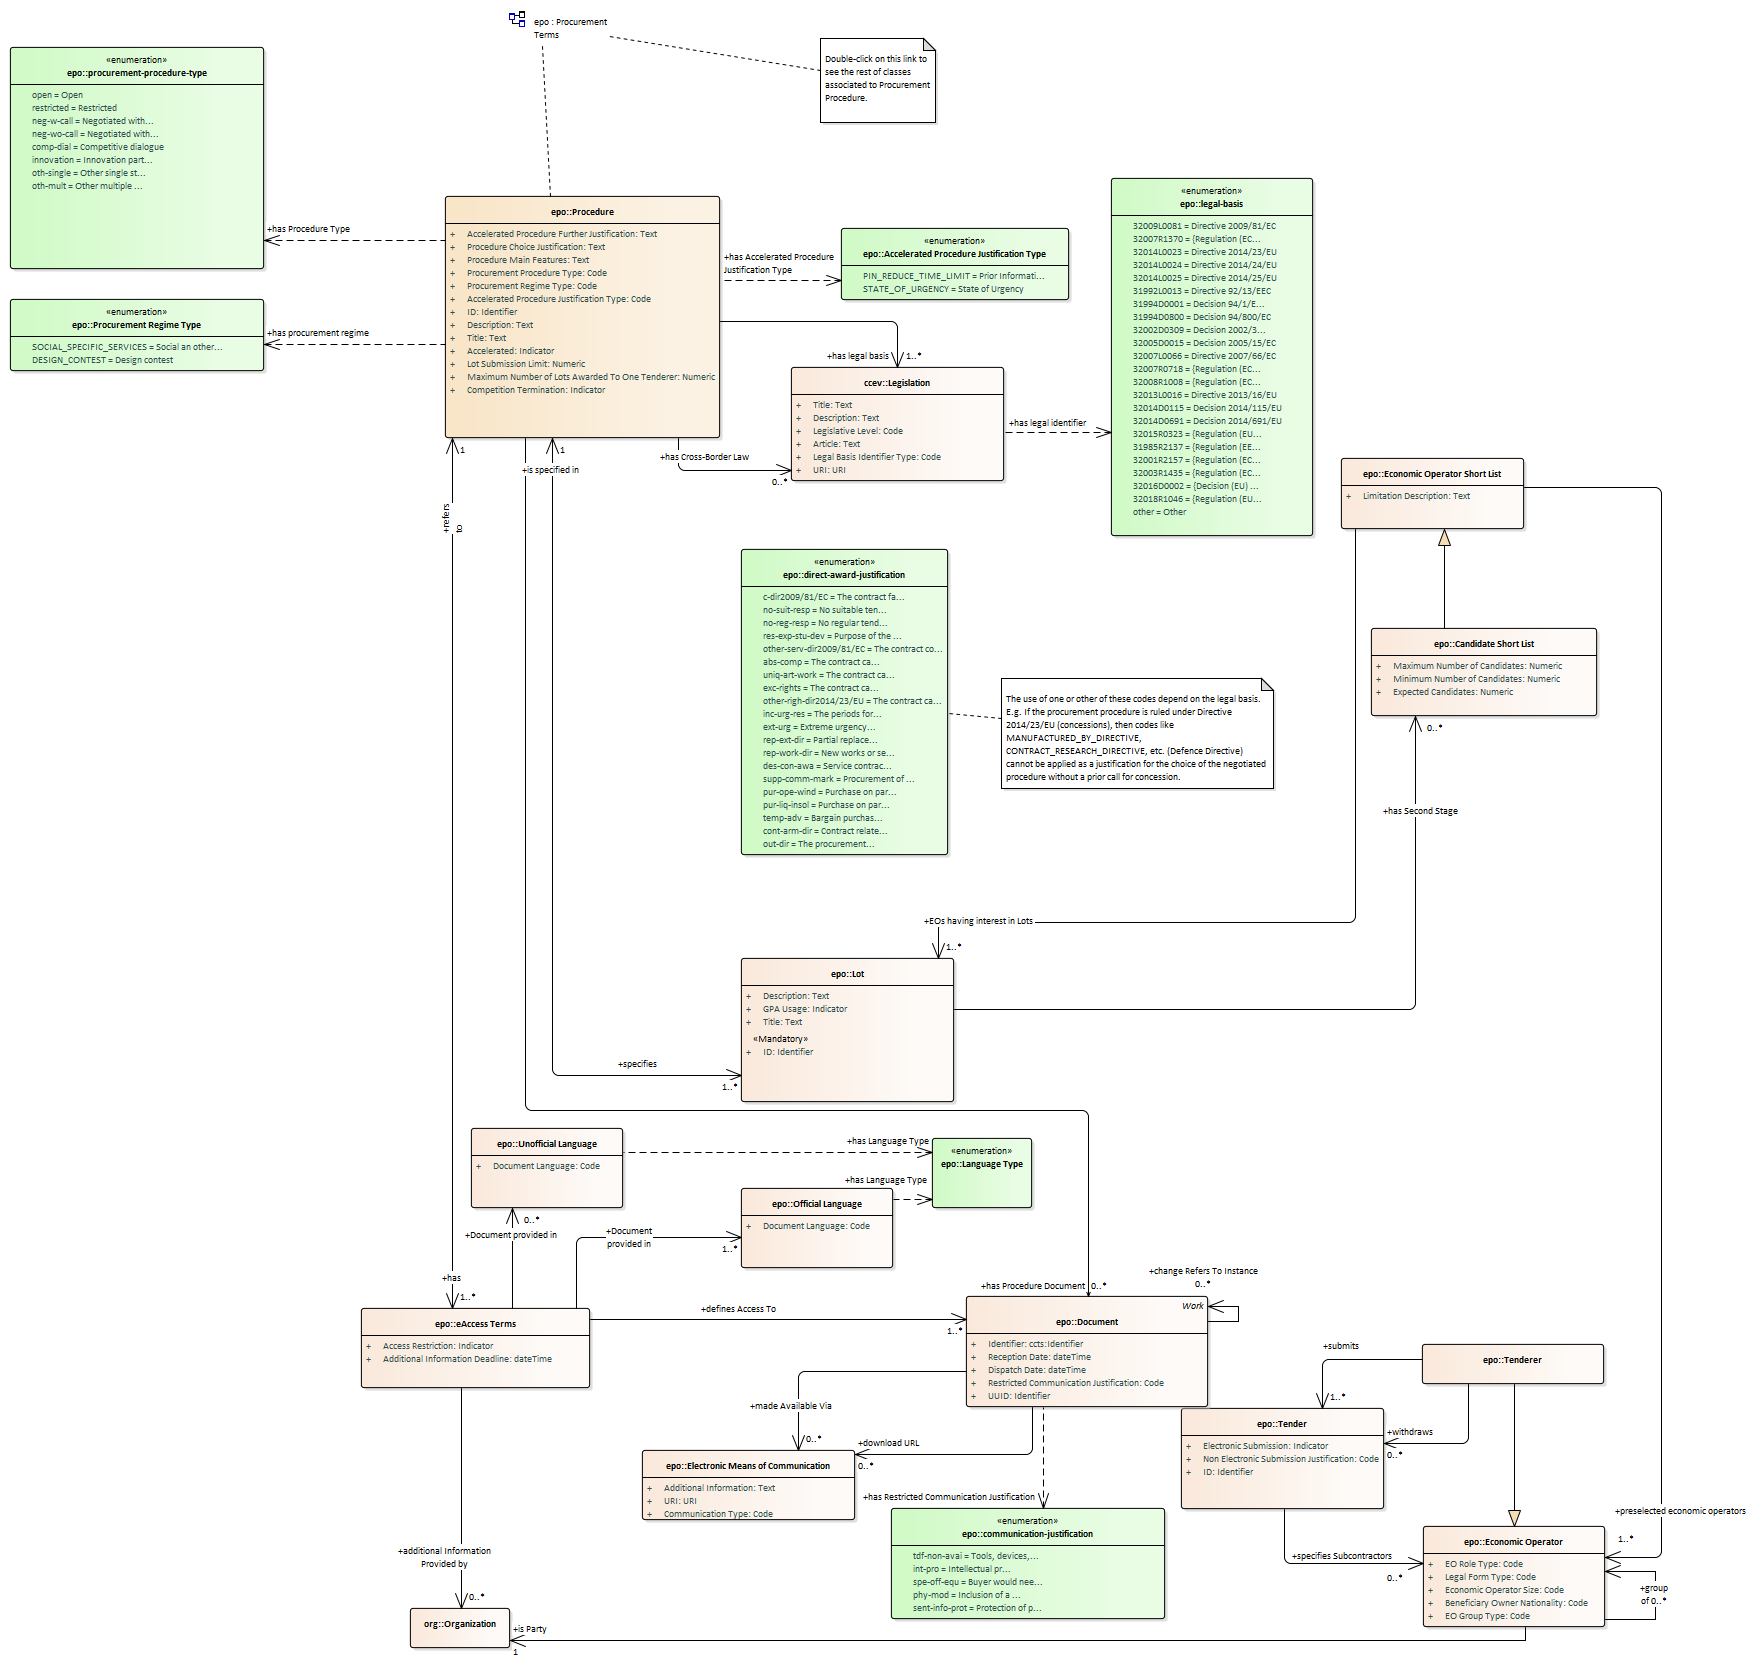 epo : Procurement
Terms
Double-click on this link to
see the rest of classes
associated to Procurement
Procedure.
«enumeration»
epo::procurement-procedure-type
open = Open
restricted = Restricted
neg-w-call = Negotiated with...
neg-wo-call = Negotiated with...
comp-dial = Competitive dialogue
innovation = Innovation part...
oth-single = Other single st...
oth-mult = Other multiple ...
+has Procedure Type
«enumeration»
epo::Procurement Regime Type
SOCIAL_SPECIFIC_SERVICES = Social an other...
DESIGN_CONTEST = Design contest
+has procurement regime
epo::Procedure
+ Accelerated Procedure Further Justification: Text
+ Procedure Choice Justification: Text
+ Procedure Main Features: Text
+ Procurement Procedure Type: Code
+ Procurement Regime Type: Code
+ Accelerated Procedure Justification Type: Code
+ ID: Identifier
+ Description: Text
+ Title: Text
+ Accelerated: Indicator
+ Lot Submission Limit: Numeric
+ Maximum Number of Lots Awarded To One Tenderer: Numeric
+ Competition Termination: Indicator
+has Accelerated Procedure
Justification Type
«enumeration»
epo::Accelerated Procedure Justification Type
PIN_REDUCE_TIME_LIMIT = Prior Informati...
STATE_OF_URGENCY = State of Urgency
+has legal basis
1..*
ccev::Legislation
+ Title: Text
+ Description: Text
+ Legislative Level: Code
+ Article: Text
+ Legal Basis Identifier Type: Code
+ URI: URI
+has Cross-Border Law
0..*
+has legal identifier
«enumeration»
epo::legal-basis
32009L0081 = Directive 2009/81/EC
32007R1370 = {Regulation (EC...
32014L0023 = Directive 2014/23/EU
32014L0024 = Directive 2014/24/EU
32014L0025 = Directive 2014/25/EU
31992L0013 = Directive 92/13/EEC
31994D0001 = Decision 94/1/E...
31994D0800 = Decision 94/800/EC
32002D0309 = Decision 2002/3...
32005D0015 = Decision 2005/15/EC
32007L0066 = Directive 2007/66/EC
32007R0718 = {Regulation (EC...
32008R1008 = {Regulation (EC...
32013L0016 = Directive 2013/16/EU
32014D0115 = Decision 2014/115/EU
32014D0691 = Decision 2014/691/EU
32015R0323 = {Regulation (EU...
31985R2137 = {Regulation (EE...
32001R2157 = {Regulation (EC...
32003R1435 = {Regulation (EC...
32016D0002 = {Decision (EU) ...
32018R1046 = {Regulation (EU...
other = Other
1
+is specified in
1
+refers
to
epo::Economic Operator Short List
+ Limitation Description: Text
«enumeration»
epo::direct-award-justification
c-dir2009/81/EC = The contract fa...
no-suit-resp = No suitable ten...
no-reg-resp = No regular tend...
res-exp-stu-dev = Purpose of the ...
other-serv-dir2009/81/EC = The contract co...
abs-comp = The contract ca...
uniq-art-work = The contract ca...
exc-rights = The contract ca...
other-righ-dir2014/23/EU = The contract ca...
inc-urg-res = The periods for...
ext-urg = Extreme urgency...
rep-ext-dir = Partial replace...
rep-work-dir = New works or se...
des-con-awa = Service contrac...
supp-comm-mark = Procurement of ...
pur-ope-wind = Purchase on par...
pur-liq-insol = Purchase on par...
temp-adv = Bargain purchas...
cont-arm-dir = Contract relate...
out-dir = The procurement...
The use of one or other of these codes depend on the legal basis.
E.g. If the procurement procedure is ruled under Directive
2014/23/EU (concessions), then codes like
MANUFACTURED_BY_DIRECTIVE,
CONTRACT_RESEARCH_DIRECTIVE, etc. (Defence Directive)
cannot be applied as a justification for the choice of the negotiated
procedure without a prior call for concession.
epo::Candidate Short List
+ Maximum Number of Candidates: Numeric
+ Minimum Number of Candidates: Numeric
+ Expected Candidates: Numeric
0..*
+has Second Stage
+EOs having interest in Lots
1..*
epo::Lot
+ Description: Text
+ GPA Usage: Indicator
+ Title: Text
«Mandatory»
+ ID: Identifier
+specifies
1..*
epo::Unofficial Language
+ Document Language: Code
+has Language Type
«enumeration»
epo::Language Type
+has Language Type
epo::Official Language
+ Document Language: Code
0..*
+Document provided in
+Document
provided in
1..*
+has
1..*
epo::eAccess Terms
+ Access Restriction: Indicator
+ Additional Information Deadline: dateTime
+defines Access To
1..*
+has Procedure Document
0..*
+change Refers To Instance
0..*
Work
epo::Document
+ Identifier: ccts:Identifier
+ Reception Date: dateTime
+ Dispatch Date: dateTime
+ Restricted Communication Justification: Code
+ UUID: Identifier
+made Available Via
0..*
+download URL
0..*
epo::Electronic Means of Communication
+ Additional Information: Text
+ URI: URI
+ Communication Type: Code
+has Restricted Communication Justification
«enumeration»
epo::communication-justification
tdf-non-avai = Tools, devices,...
int-pro = Intellectual pr...
spe-off-equ = Buyer would nee...
phy-mod = Inclusion of a ...
sent-info-prot = Protection of p...
+submits
1..*
epo::Tenderer
+withdraws
0..*
epo::Tender
+ Electronic Submission: Indicator
+ Non Electronic Submission Justification: Code
+ ID: Identifier
+specifies Subcontractors
0..*
+preselected economic operators
1..*
epo::Economic Operator
+ EO Role Type: Code
+ Legal Form Type: Code
+ Economic Operator Size: Code
+ Beneficiary Owner Nationality: Code
+ EO Group Type: Code
+group
of 0..*
+additional Information
Provided by
0..*
org::Organization
+is Party
1